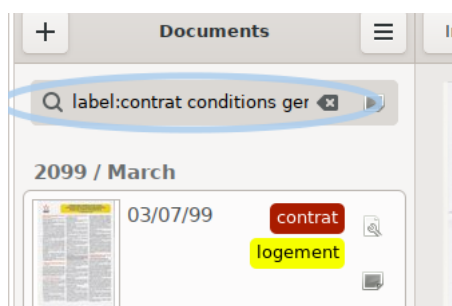 Documents
label:contrat conditions ger
2099 / March
03/07/99
contrat
logement